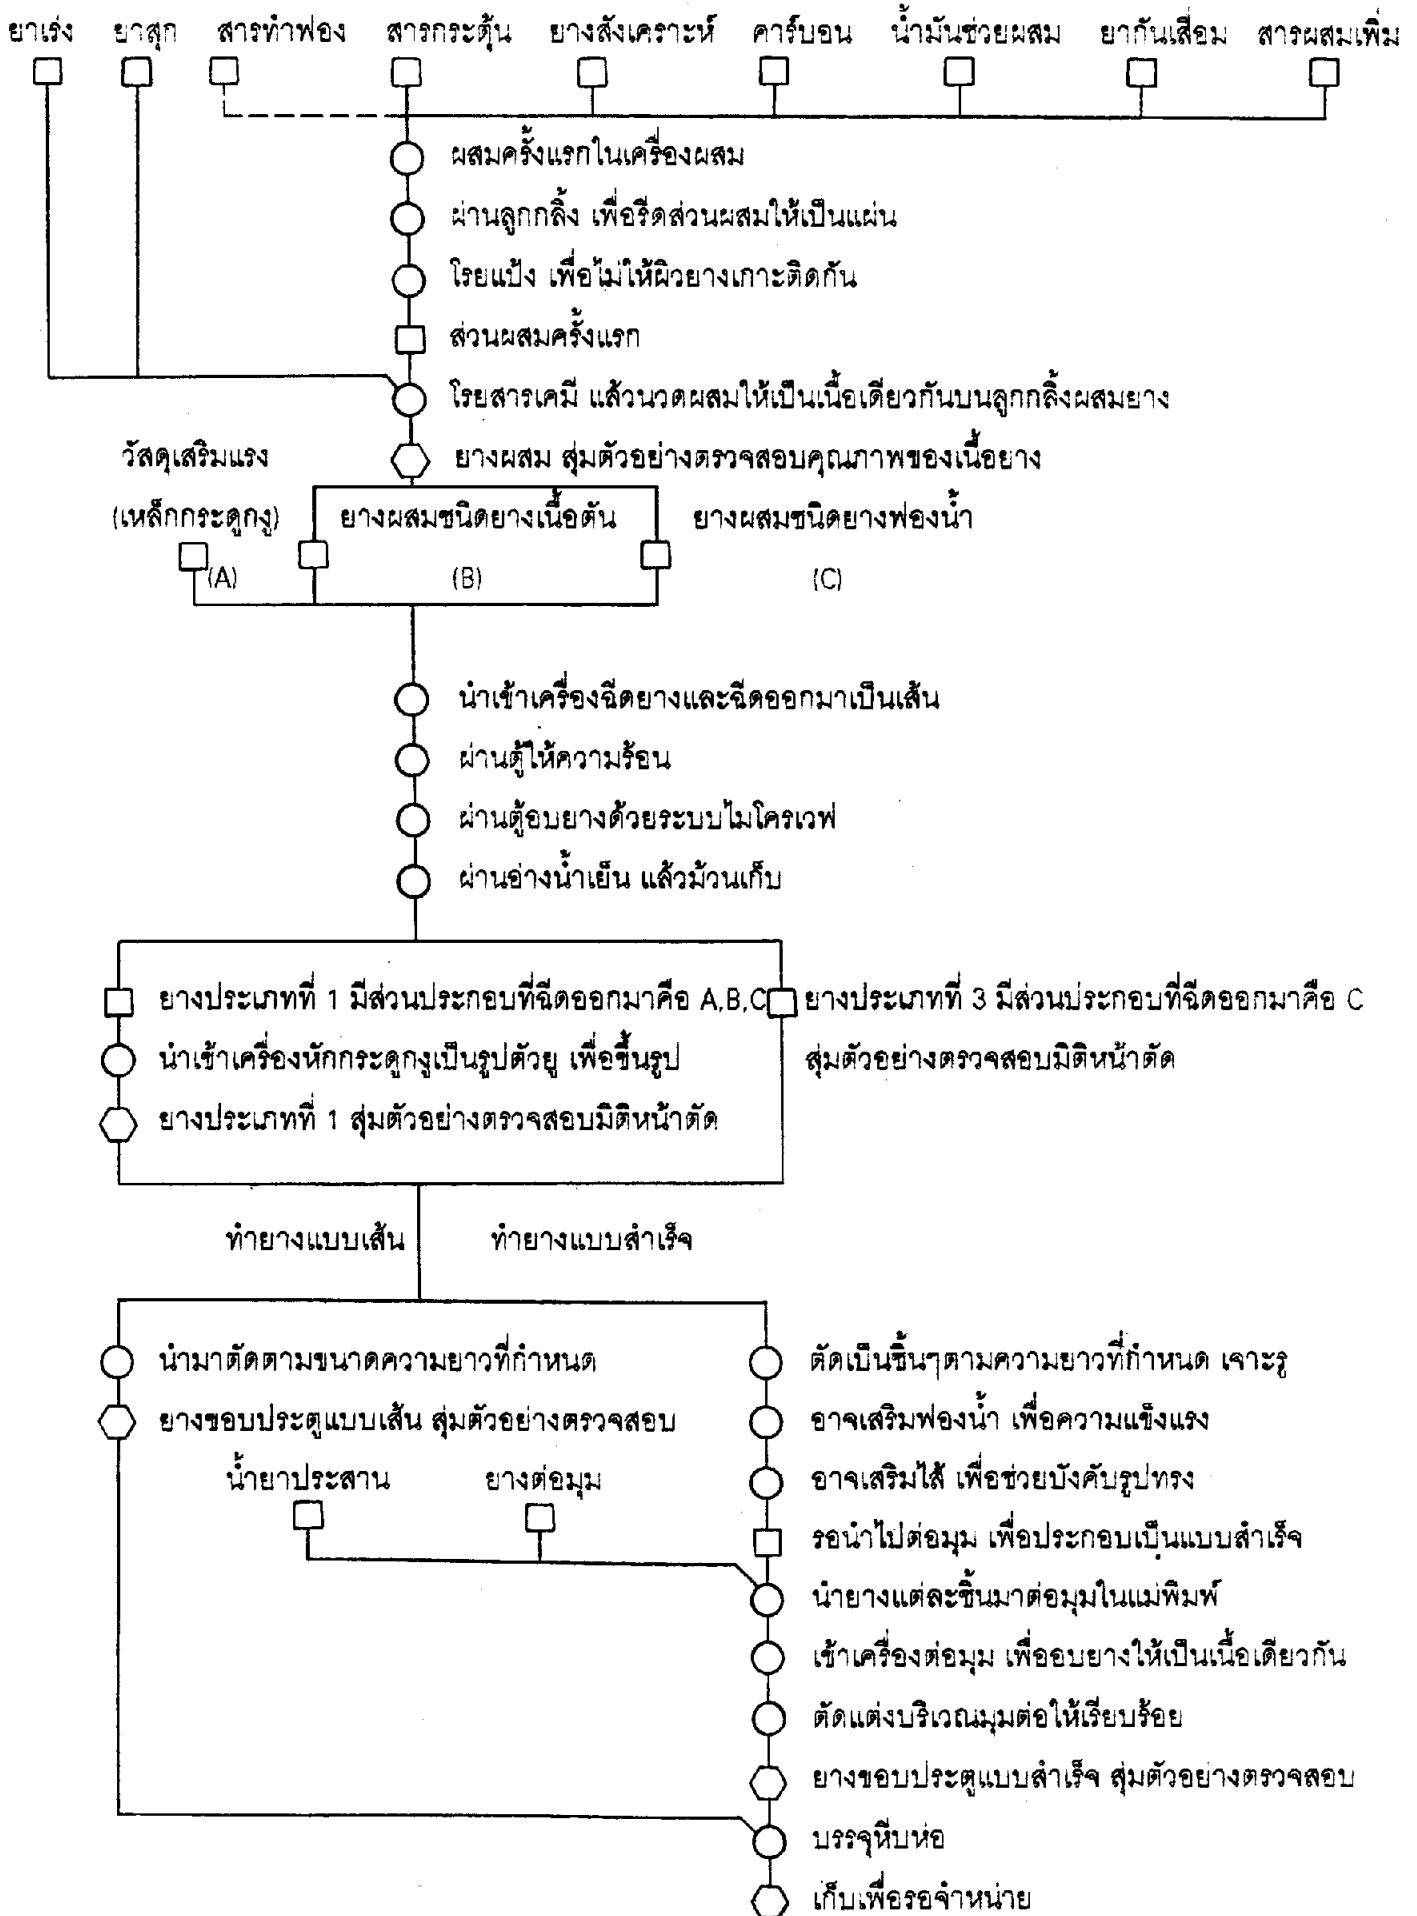 ยาเร่ง ยาสุก สารทำฟอง สารกระตุ้น ยางสังเคราะห์ คาร์บอน น้ำมันช่วยผสม ยากันเสื่อม สารผสมเพิ่ม
ผสมครั้งแรกในเครื่องผสม
ผ่านลูกกลิ้ง เพื่อรีดส่วนผสมให้เป็นแผ่น
โรยแป้ง เพื่อไม่ให้ผิวยางเกาะติดกัน
ส่วนผสมครั้งแรก
โรยสารเคมี แล้วนวดผสมให้เป็นเนื้อเดียวกันบนลูกกลิ้งผสมยาง
วัสดุเสริมแรง ยางผสม สุ่มตัวอย่างตรวจสอบคุณภาพของเนื้อยาง
(เหล็กกระดูกงู) ยางผสมชนิดยางเนื้อตัน ยางผสมชนิดยางฟองน้ำ
(A) (B) (C)
นำเข้าเครื่องฉีดยางและฉีดออกมาเป็นเส้น
ผ่านตู้ให้ความร้อน
ผ่านตู้อบยางด้วยระบบไมโครเวฟ
ผ่านอ่างน้ำเย็น แล้วม้วนเก็บ
ยางประเภทที่ 1 มีส่วนประกอบที่ฉีดออกมาคือ A,B,C ยางประเภทที่ 3 มีส่วนประกอบที่ฉีดออกมาคือ C
นำเข้าเครื่องหักกระดูกงูเป็นรูปตัวยู เพื่อขึ้นรูป สุ่มตัวอย่างตรวจสอบมิติหน้าตัด
ยางประเภทที่ 1 สุ่มตัวอย่างตรวจสอบมิติหน้าตัด
ทำยางแบบเส้น ทำยางแบบสำเร็จ
นำมาตัดตามขนาดความยาวที่กำหนด ตัดเป็นชิ้นๆตามความยาวที่กำหนด เจาะรู
ยางขอบประตูแบบเส้น สุ่มตัวอย่างตรวจสอบ อาจเสริมฟองน้ำ เพื่อความแข็งแรง
น้ำยาประสาน ยางต่อมุม อาจเสริมไส้ เพื่อช่วยบังคับรูปทรง
รอนำไปต่อมุม เพื่อประกอบเป็นแบบสำเร็จ
นำยางแต่ละชิ้นมาต่อมุมในแม่พิมพ์
เข้าเครื่องต่อมุม เพื่ออบยางให้เป็นเนื้อเดียวกัน
ตัดแต่งบริเวณมุมต่อให้เรียบร้อย
ยางขอบประตูแบบสำเร็จ สุ่มตัวอย่างตรวจสอบ
บรรจุหีบห่อ
เก็บเพื่อรอจำหน่าย